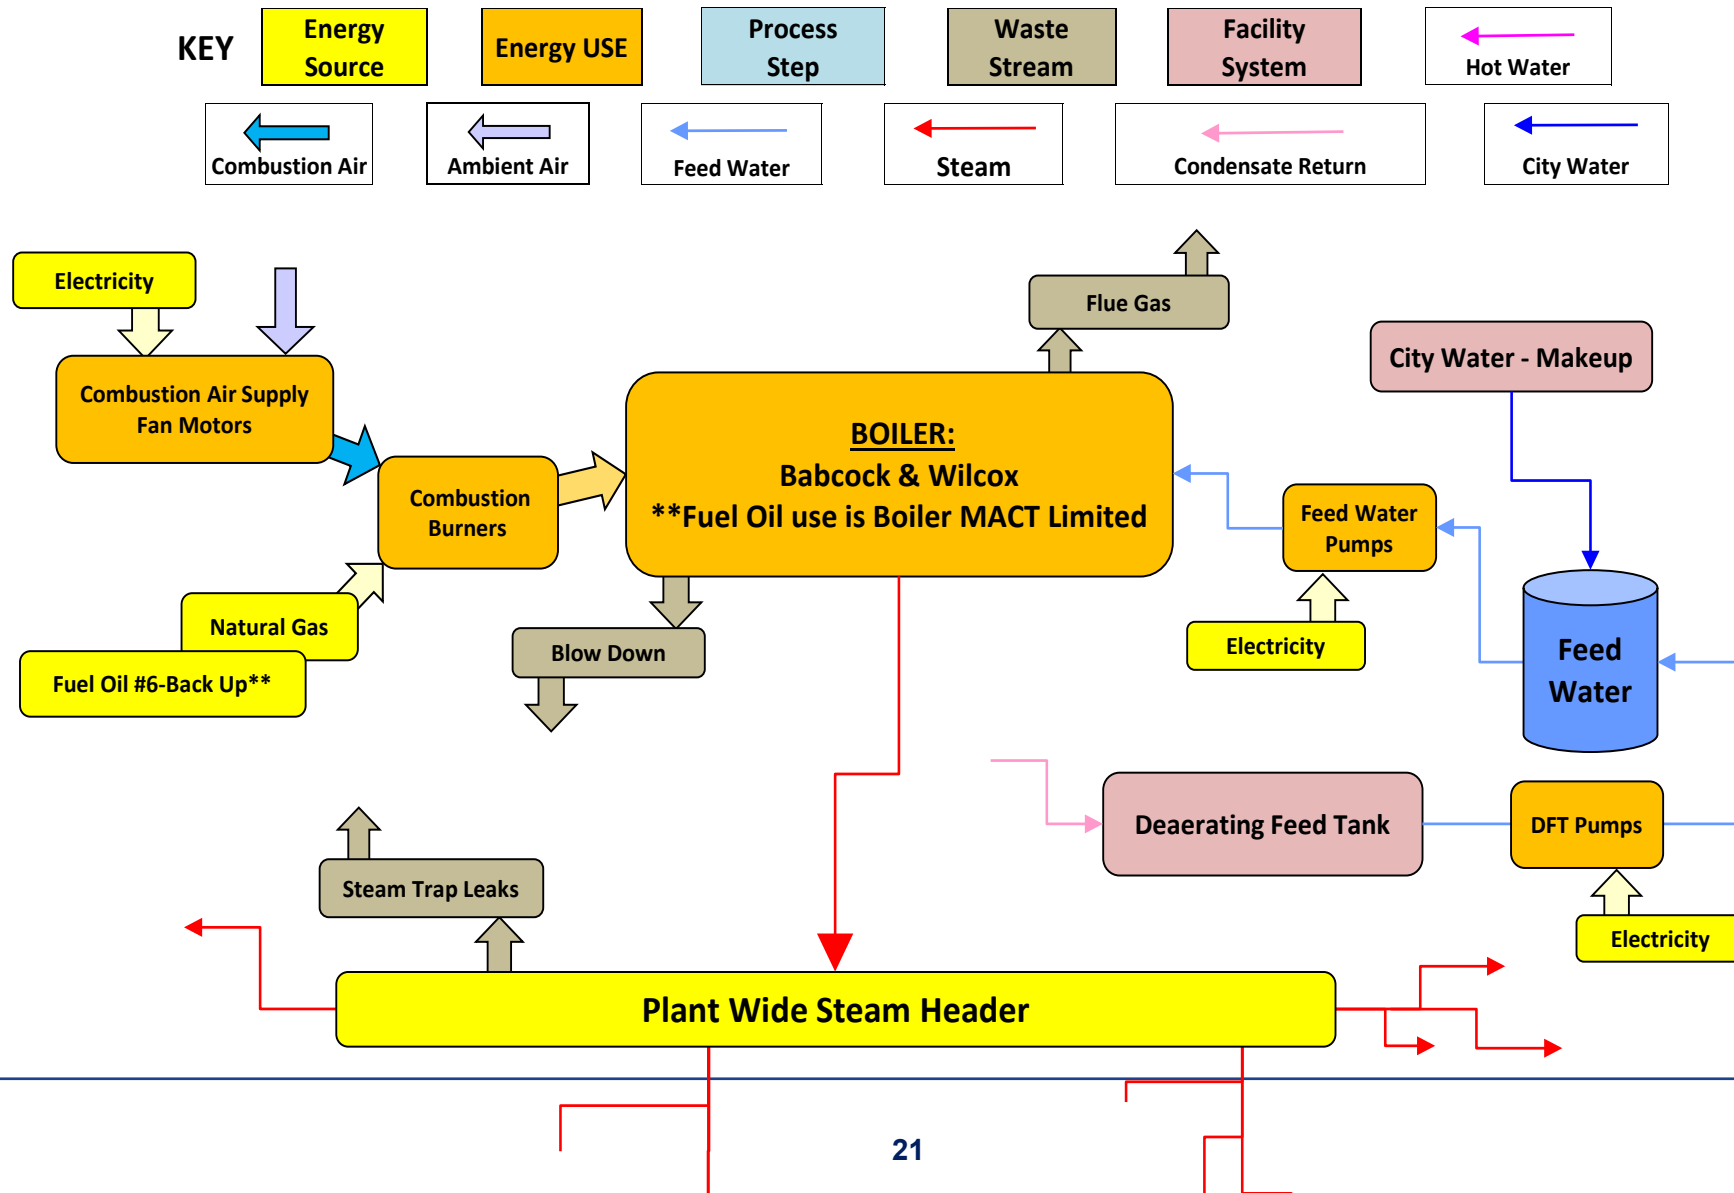 KEY
Energy
Source
Energy USE
Process
Step
Waste
Stream
Facility
System
Hot Water
Combustion Air
Ambient Air
Feed Water
Steam
Condensate Return
City Water
Electricity
Flue Gas
City Water - Makeup
Combustion Air Supply
Fan Motors
BOILER:
Babcock & Wilcox
**Fuel Oil use is Boiler MACT Limited
Combustion
Burners
Feed Water
Pumps
Natural Gas
Fuel Oil #6-Back Up**
Blow Down
Electricity
Feed
Water
Deaerating Feed Tank
DFT Pumps
Steam Trap Leaks
Electricity
Plant Wide Steam Header
21